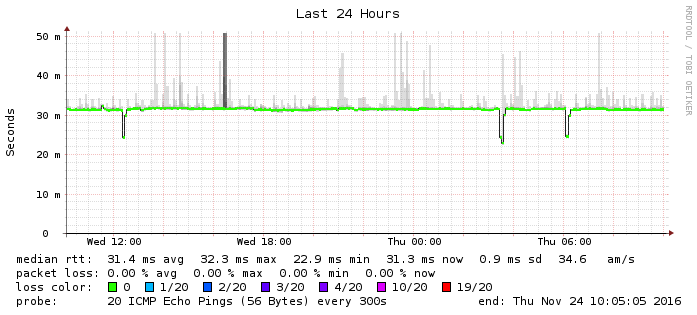 Last 24 Hours
RRDTOOL / TOBI OETIKER
Seconds
50 m
40 m
30 m
20 m
10 m
0
Wed 12:00 Wed 18:00 Thu 00:00 Thu 06:00
median rtt: 31.4 ms avg 32.3 ms max 22.9 ms min 31.3 ms now 0.9 ms sd 34.6 am/s
packet loss: 0.00 % avg 0.00 % max 0.00 % min 0.00 % now
loss color: 0 1/20 2/20 3/20 4/20 10/20 19/20
probe: 20 ICMP Echo Pings (56 Bytes) every 300s end: Thu Nov 24 10:05:05 2016